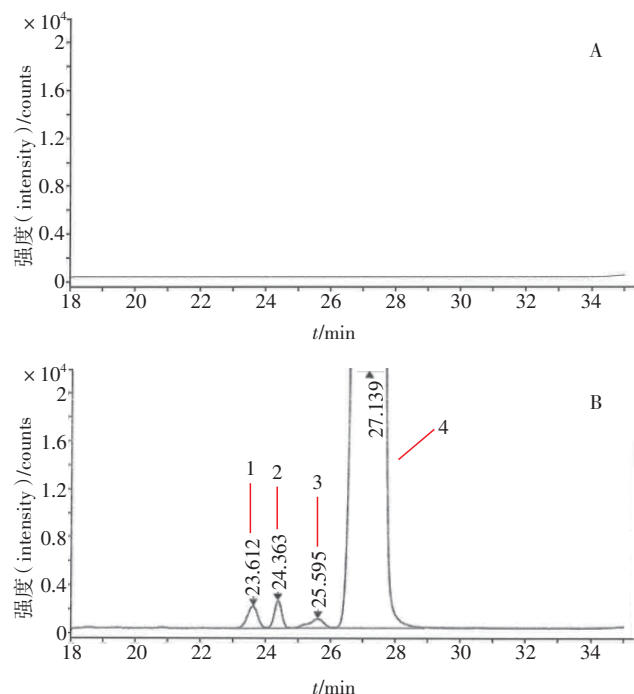 × 10⁴
A
2
1.6
1.2
0.8
0.4
0
强度( intensity )/counts
18 20 22 24 26 28 30 32 34
t/min
× 10⁴
B
2
1.6
1.2
0.8
0.4
0
强度( intensity )/counts
1 2 3 4
23.612
24.363
25.595
27.139
18 20 22 24 26 28 30 32 34
t/min